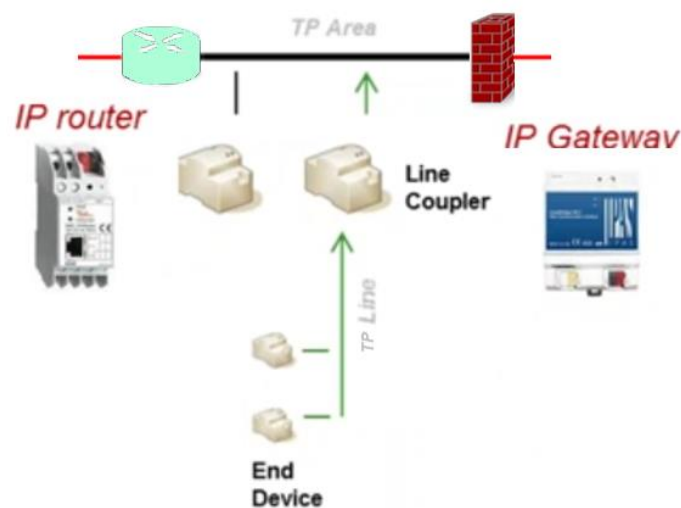 TP Area
IP router
IP Gateway
Line
Coupler
TP Line
End
Device